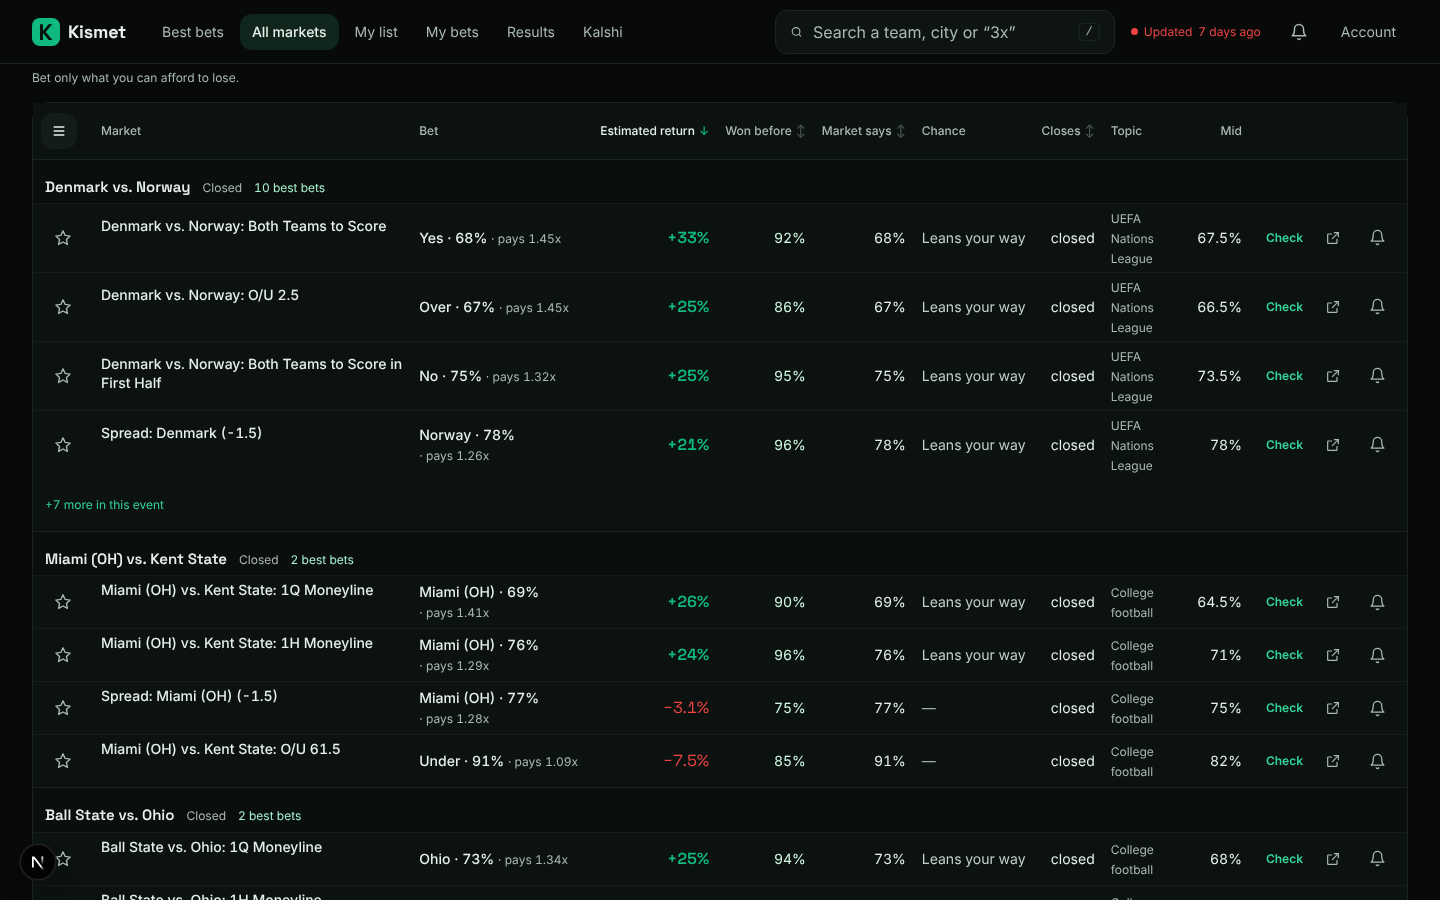 K Kismet Best bets All markets My list My bets Results Kalshi Search a team, city or “3x” / Updated 7 days ago Account
Bet only what you can afford to lose.
Market Bet Estimated return ↓ Won before Market says Chance Closes Topic Mid
Denmark vs. Norway Closed 10 best bets
Denmark vs. Norway: Both Teams to Score Yes · 68% · pays 1.45x +33% 92% 68% Leans your way closed UEFA Nations League 67.5% Check
Denmark vs. Norway: O/U 2.5 Over · 67% · pays 1.45x +25% 86% 67% Leans your way closed UEFA Nations League 66.5% Check
Denmark vs. Norway: Both Teams to Score in First Half No · 75% · pays 1.32x +25% 95% 75% Leans your way closed UEFA Nations League 73.5% Check
Spread: Denmark (-1.5) Norway · 78% · pays 1.26x +21% 96% 78% Leans your way closed UEFA Nations League 78% Check
+7 more in this event
Miami (OH) vs. Kent State Closed 2 best bets
Miami (OH) vs. Kent State: 1Q Moneyline Miami (OH) · 69% · pays 1.41x +26% 90% 69% Leans your way closed College football 64.5% Check
Miami (OH) vs. Kent State: 1H Moneyline Miami (OH) · 76% · pays 1.29x +24% 96% 76% Leans your way closed College football 71% Check
Spread: Miami (OH) (-1.5) Miami (OH) · 77% · pays 1.28x −3.1% 75% 77% — closed College football 75% Check
Miami (OH) vs. Kent State: O/U 61.5 Under · 91% · pays 1.09x −7.5% 85% 91% — closed College football 82% Check
Ball State vs. Ohio Closed 2 best bets
Ball State vs. Ohio: 1Q Moneyline Ohio · 73% · pays 1.34x +25% 94% 73% Leans your way closed College football 68% Check
N
Ball State vs. Ohio: 1H Moneyline